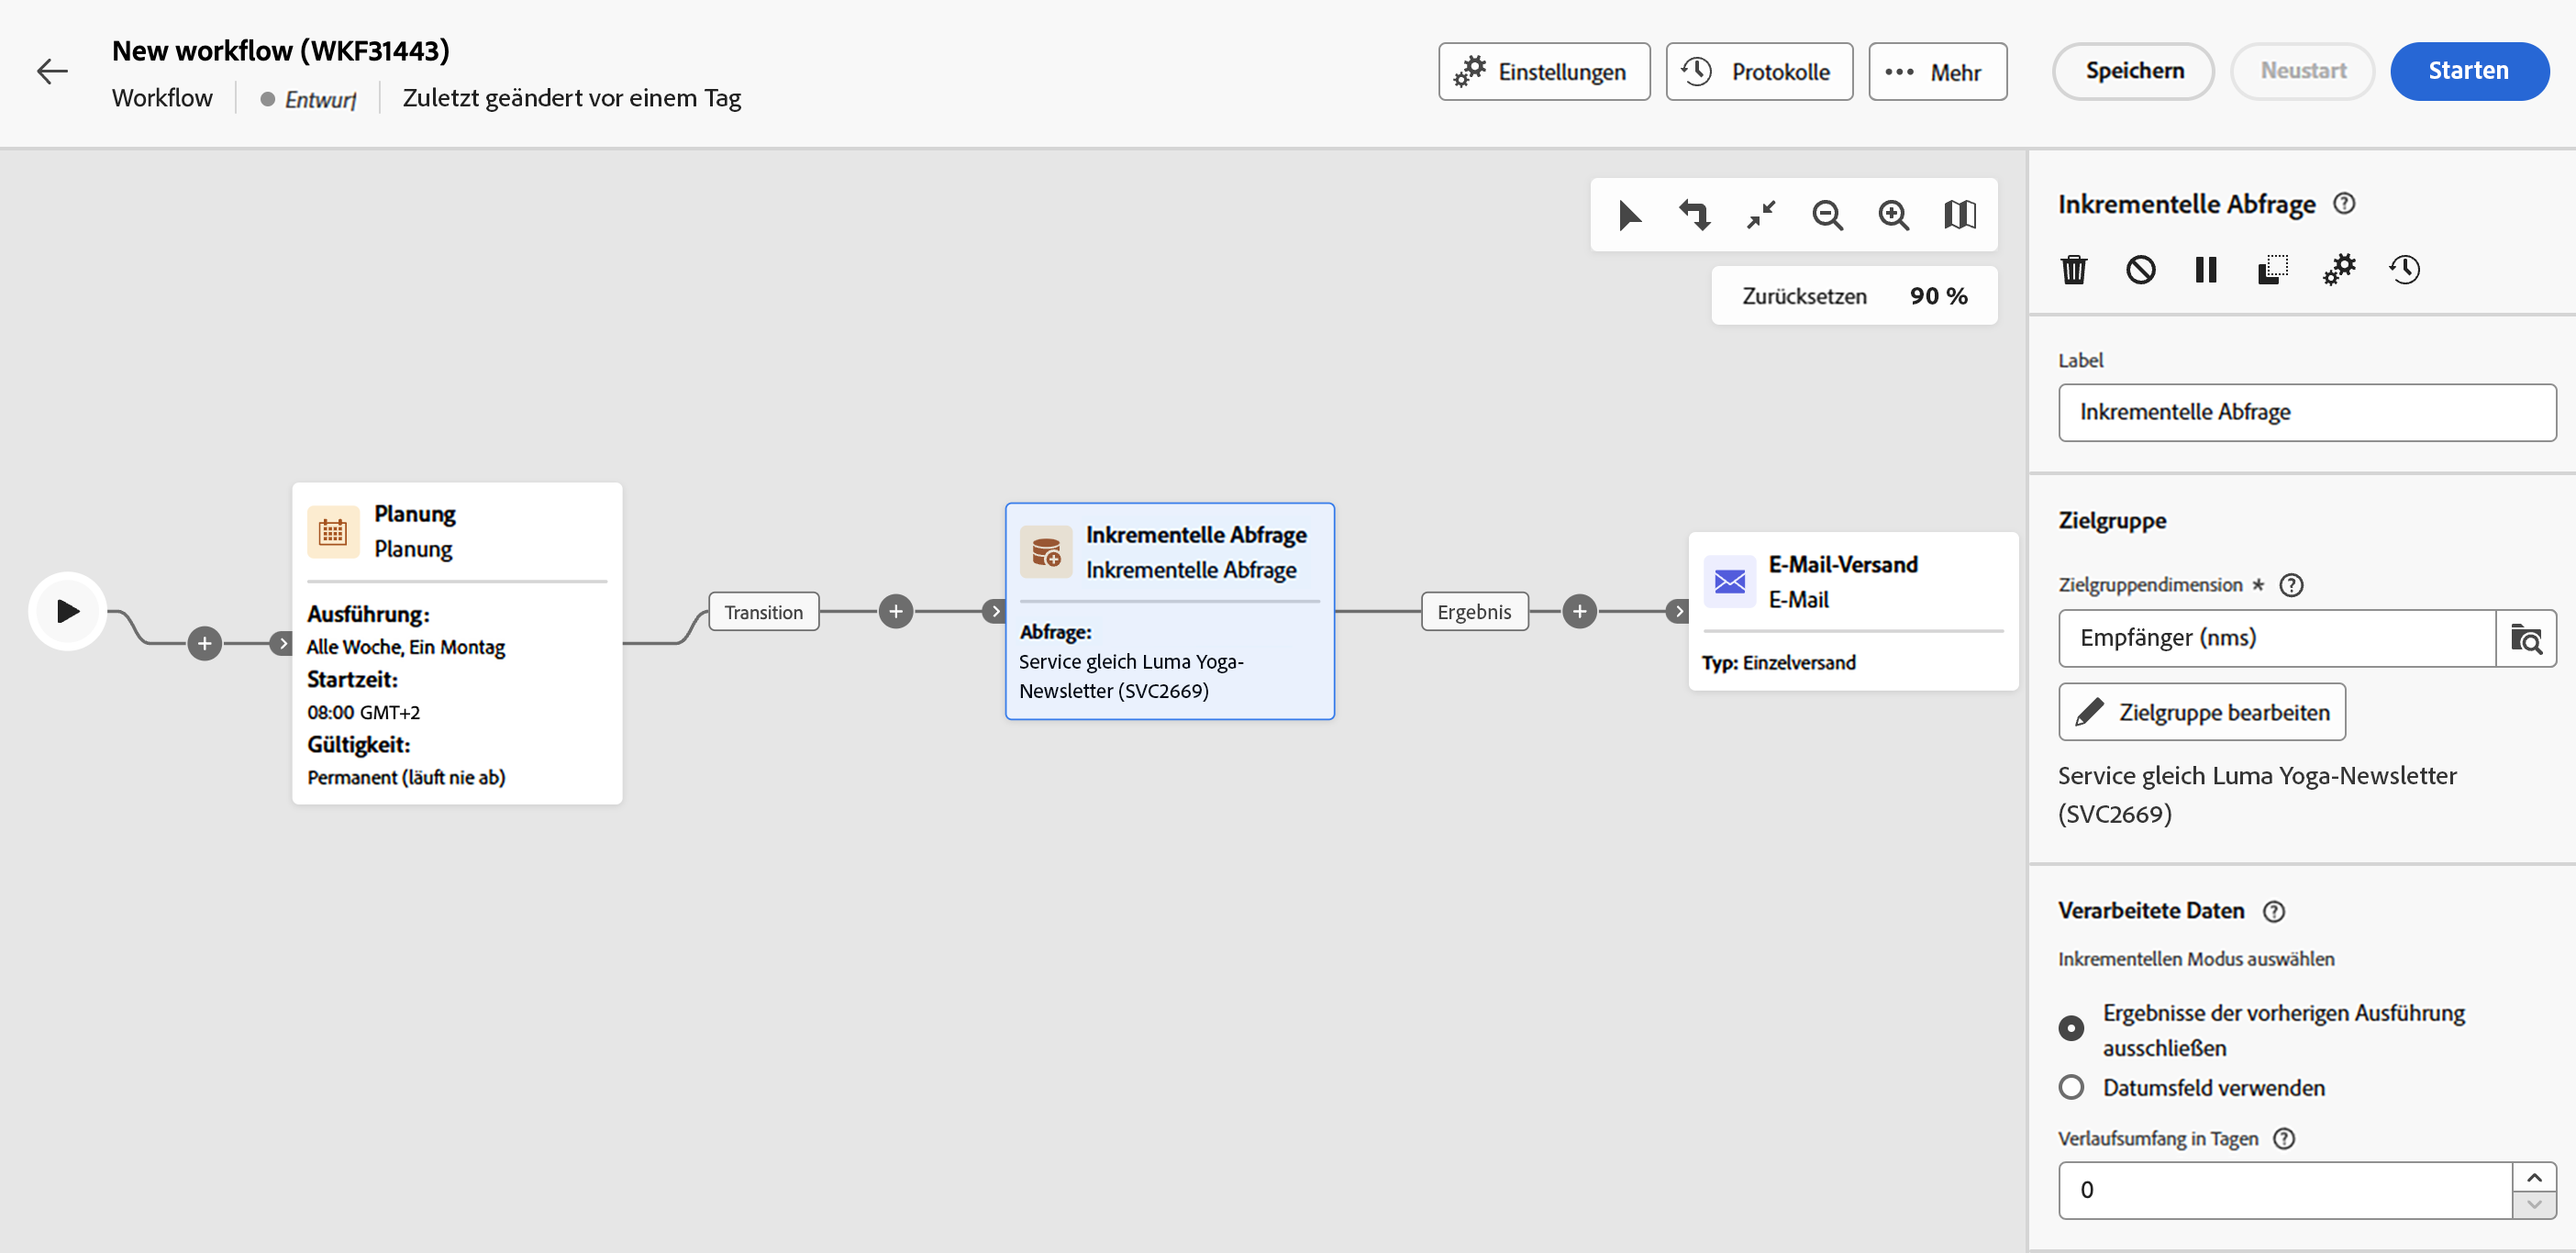 New workflow (WKF31443)
Workflow
Entwurf
Zuletzt geändert vor einem Tag
Einstellungen
Protokolle
Mehr
Speichern
Neustart
Starten
Zurücksetzen 90 %
Planung
Planung
Ausführung:
Alle Woche, Ein Montag
Startzeit:
08:00 GMT+2
Gültigkeit:
Permanent (läuft nie ab)
Transition
Inkrementelle Abfrage
Inkrementelle Abfrage
Abfrage:
Service gleich Luma Yoga-
Newsletter (SVC2669)
Ergebnis
E-Mail-Versand
E-Mail
Typ: Einzelversand
Inkrementelle Abfrage
Label
Inkrementelle Abfrage
Zielgruppe
Zielgruppendimension *
Empfänger (nms)
Zielgruppe bearbeiten
Service gleich Luma Yoga-Newsletter
(SVC2669)
Verarbeitete Daten
Inkrementellen Modus auswählen
Ergebnisse der vorherigen Ausführung
ausschließen
Datumsfeld verwenden
Verlaufsumfang in Tagen
0